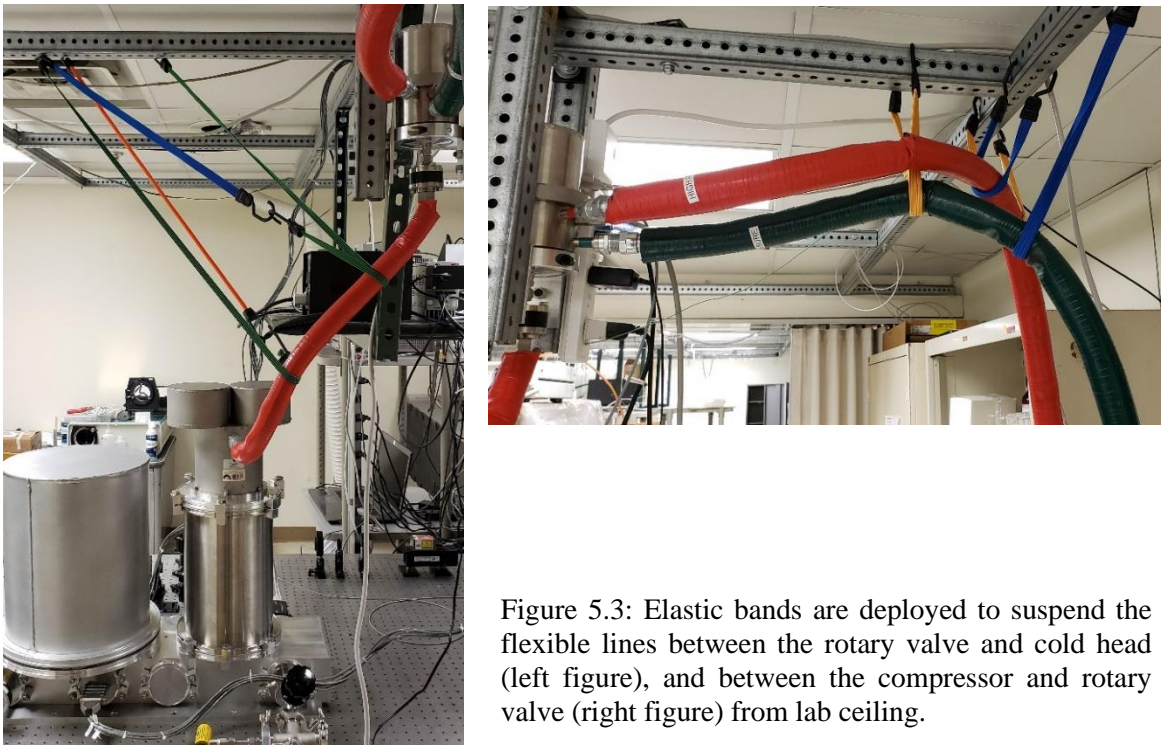 HIGH
Figure 5.3: Elastic bands are deployed to suspend the
flexible lines between the rotary valve and cold head
(left figure), and between the compressor and rotary
valve (right figure) from lab ceiling.